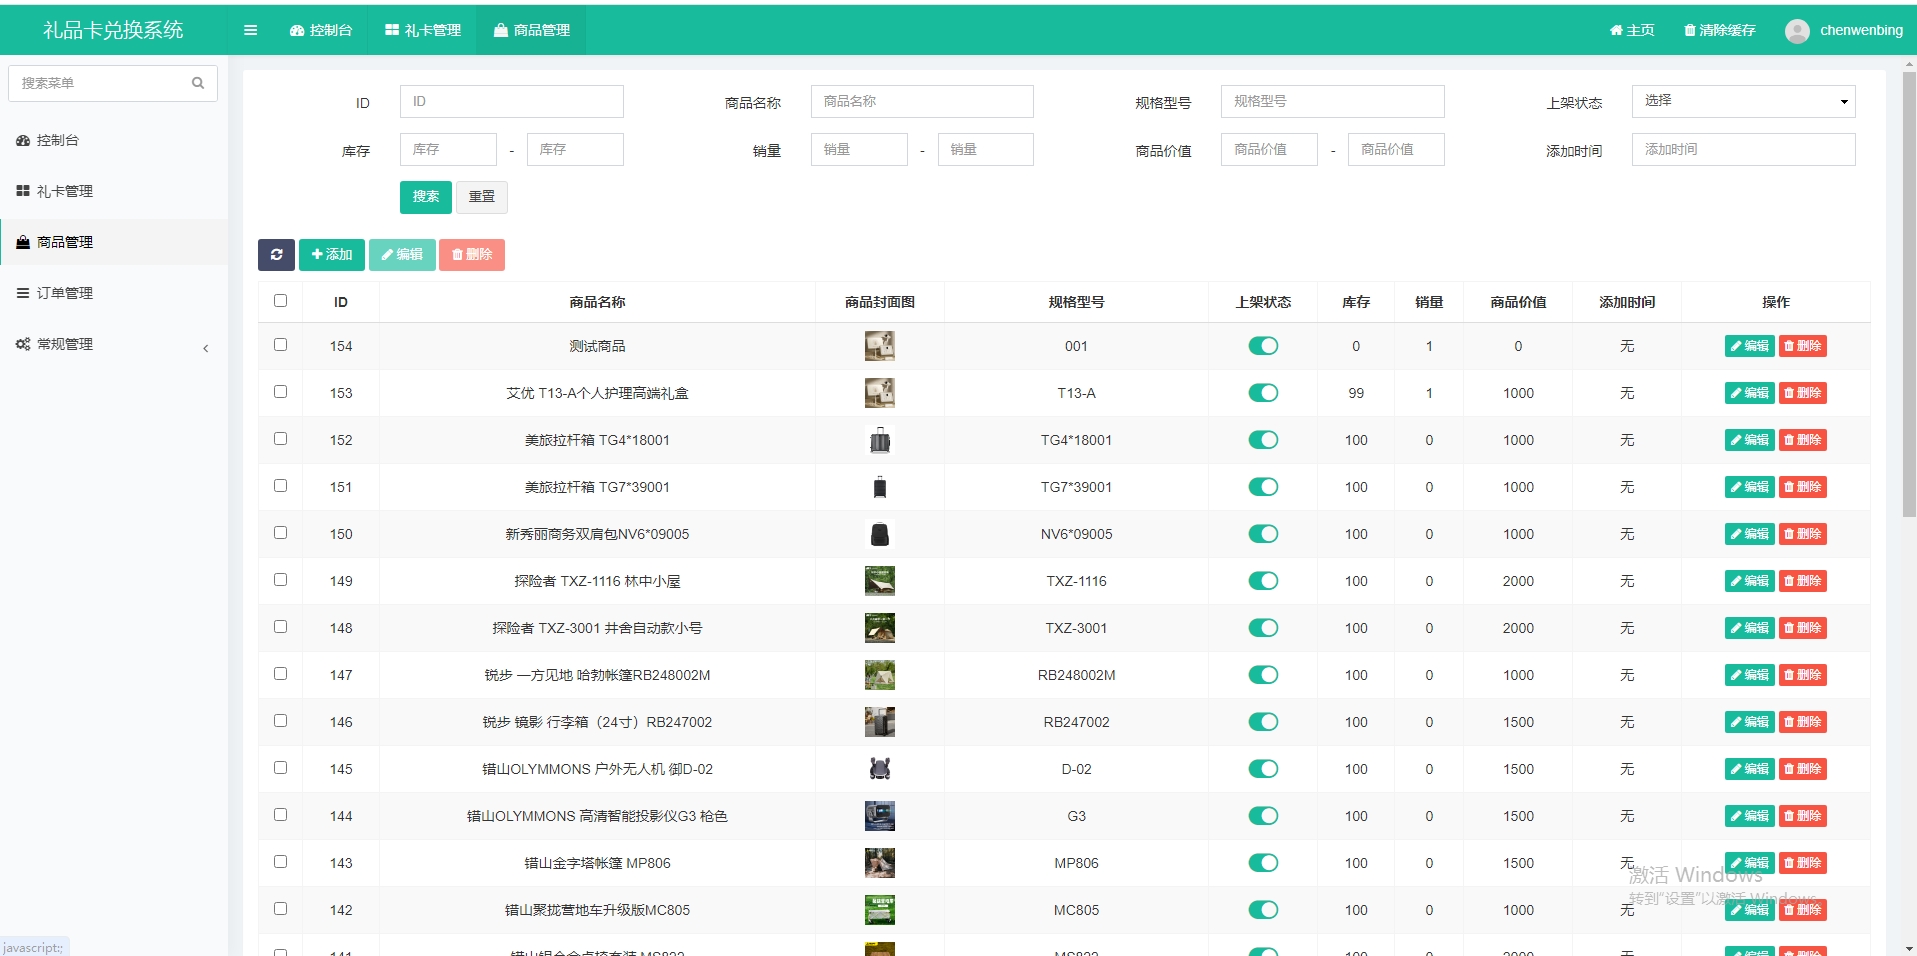 礼品卡兑换系统 控制台 礼卡管理 商品管理 主页 清除缓存 chenwenbing
搜索菜单
控制台
礼卡管理
商品管理
订单管理
常规管理
ID ID 商品名称 商品名称 规格型号 规格型号 上架状态 选择
库存 库存 - 库存 销量 销量 - 销量 商品价值 商品价值 - 商品价值 添加时间 添加时间
搜索 重置
添加 编辑 删除
ID 商品名称 商品封面图 规格型号 上架状态 库存 销量 商品价值 添加时间 操作
154 测试商品 001 0 1 0 无 编辑 删除
153 艾优 T13-A个人护理高端礼盒 T13-A 99 1 1000 无 编辑 删除
152 美旅拉杆箱 TG4*18001 TG4*18001 100 0 1000 无 编辑 删除
151 美旅拉杆箱 TG7*39001 TG7*39001 100 0 1000 无 编辑 删除
150 新秀丽商务双肩包NV6*09005 NV6*09005 100 0 1000 无 编辑 删除
149 探险者 TXZ-1116 林中小屋 TXZ-1116 100 0 2000 无 编辑 删除
148 探险者 TXZ-3001 井舍自动款小号 TXZ-3001 100 0 2000 无 编辑 删除
147 锐步 一方见地 哈勃帐篷RB248002M RB248002M 100 0 1000 无 编辑 删除
146 锐步 镜影 行李箱（24寸）RB247002 RB247002 100 0 1500 无 编辑 删除
145 错山OLYMMONS 户外无人机 御D-02 D-02 100 0 1500 无 编辑 删除
144 错山OLYMMONS 高清智能投影仪G3 枪色 G3 100 0 1500 无 编辑 删除
143 错山金字塔帐篷 MP806 MP806 100 0 1500 无 编辑 删除
142 错山聚拢营地车升级版MC805 MC805 100 0 1000 无 编辑 删除
激活 Windows
转到"设置"以激活 Windows。
javascript:;